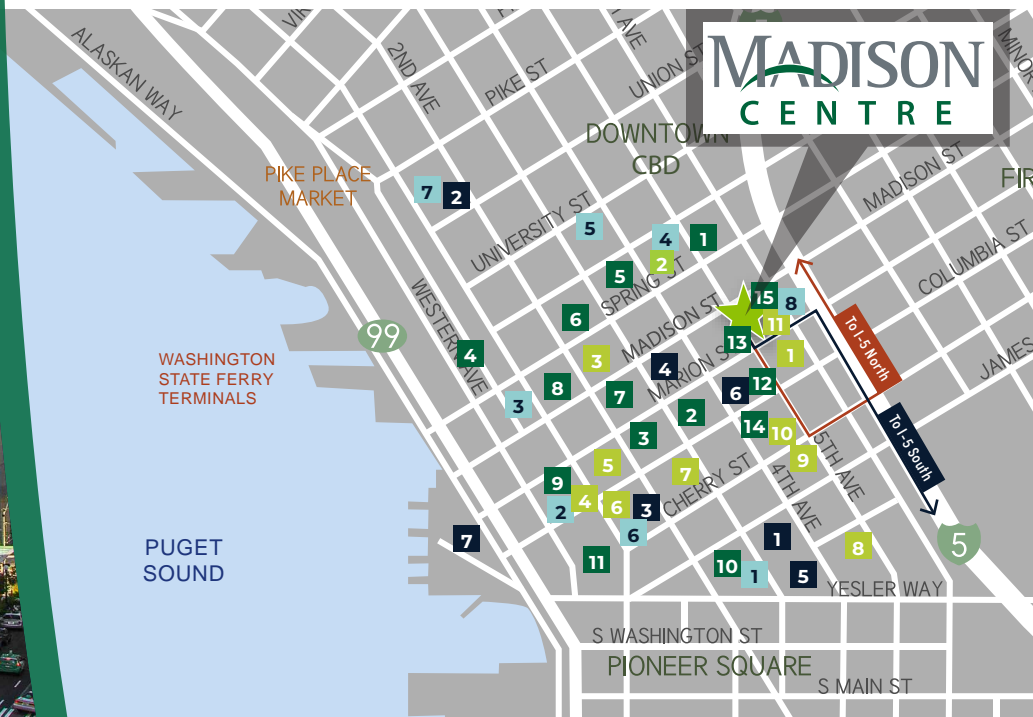 MADISON
CENTRE
ALASKAN WAY
2ND AVE
PIKE ST
UNION ST
DOWNTOWN
CBD
MADISON ST
PIKE PLACE
MARKET
7
2
UNIVERSITY ST
5
4
1
2
COLUMBIA ST
5
SPRING ST
WESTERN AVE
6
MADISON ST
15
8
11
13
To I-5 North
99
WASHINGTON
STATE FERRY
TERMINALS
4
3
MARION ST
4
1
JAMES
8
7
6
12
3
2
14
10
To I-5 South
3
5
7
9
5TH AVE
CHERRY ST
4TH AVE
9
4
2
6
3
6
7
1
8
5
PUGET
SOUND
11
10
1
5
YESLER WAY
S WASHINGTON ST
PIONEER SQUARE
S MAIN ST